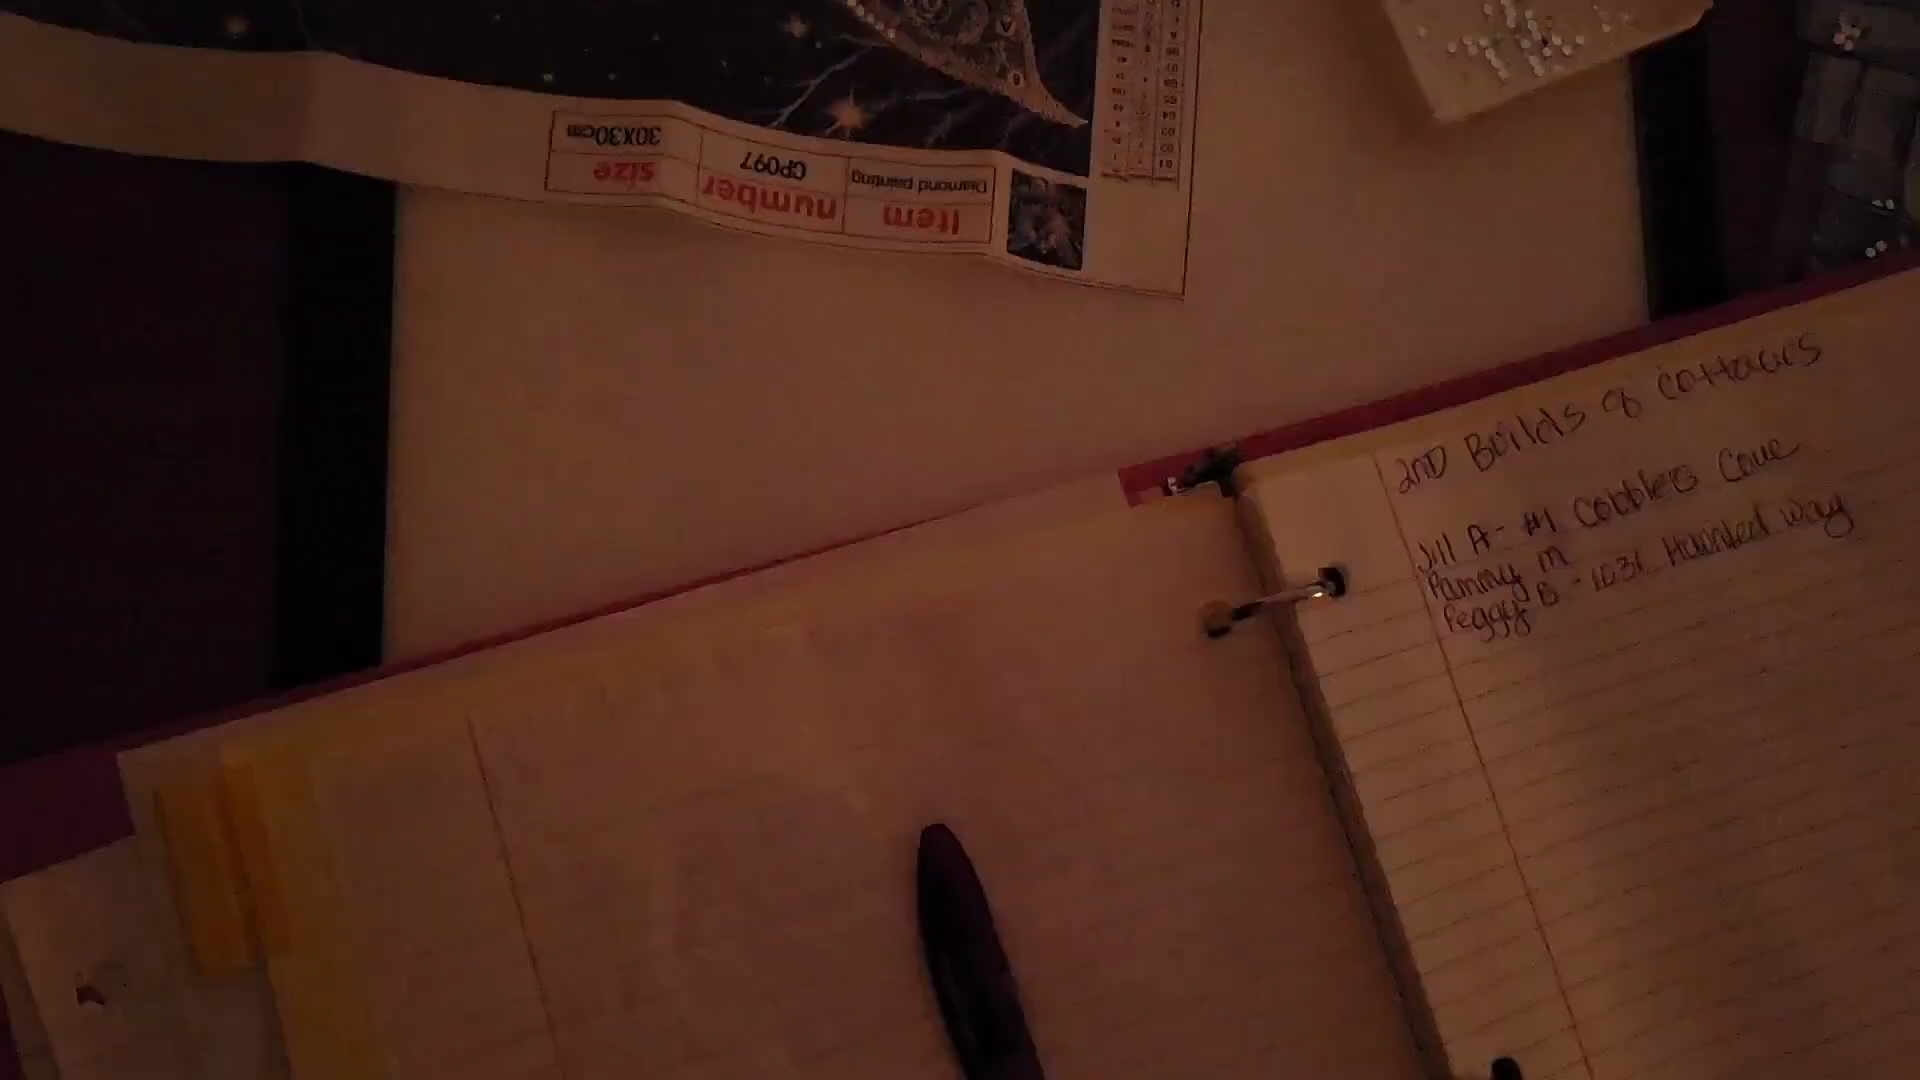 Item number size
Diamond painting CP097 30X30cm
2ND Builds of Cottages
Jill A- #1 Cobblers Cove
Pammy M
Peggy B - 1031 Haunted Way